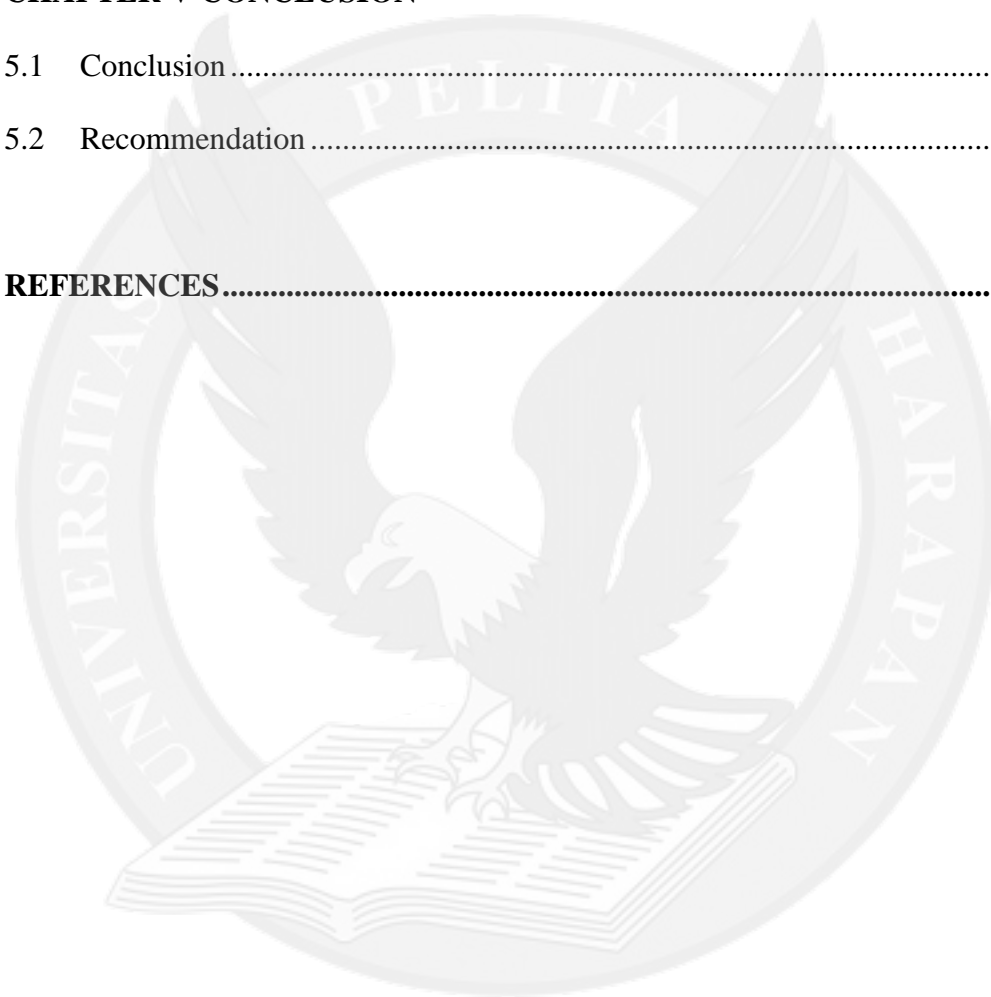 CHAPTER V CONCLUSION
5.1 Conclusion ..........................................................................................
5.2 Recommendation ................................................................................
REFERENCES ..........................................................................................
UNIVERSITAS PELITA HARAPAN